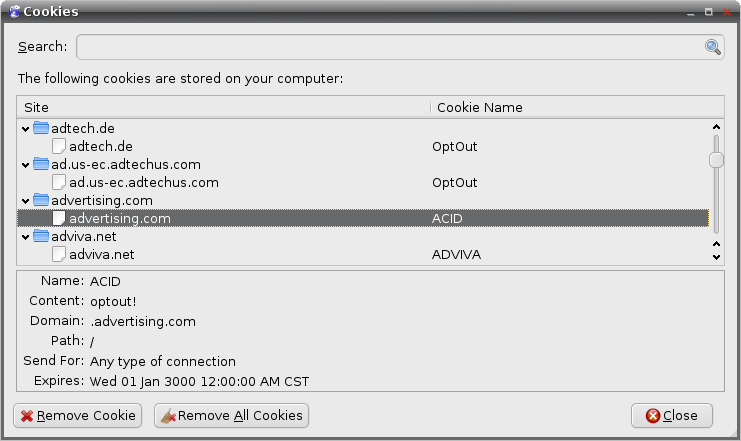 Cookies
Search:
The following cookies are stored on your computer:
Site Cookie Name
adtech.de
adtech.de OptOut
ad.us-ec.adtechus.com
ad.us-ec.adtechus.com OptOut
advertising.com
advertising.com ACID
adviva.net
adviva.net ADVIVA
Name: ACID
Content: optout!
Domain: .advertising.com
Path: /
Send For: Any type of connection
Expires: Wed 01 Jan 3000 12:00:00 AM CST
Remove Cookie Remove All Cookies Close